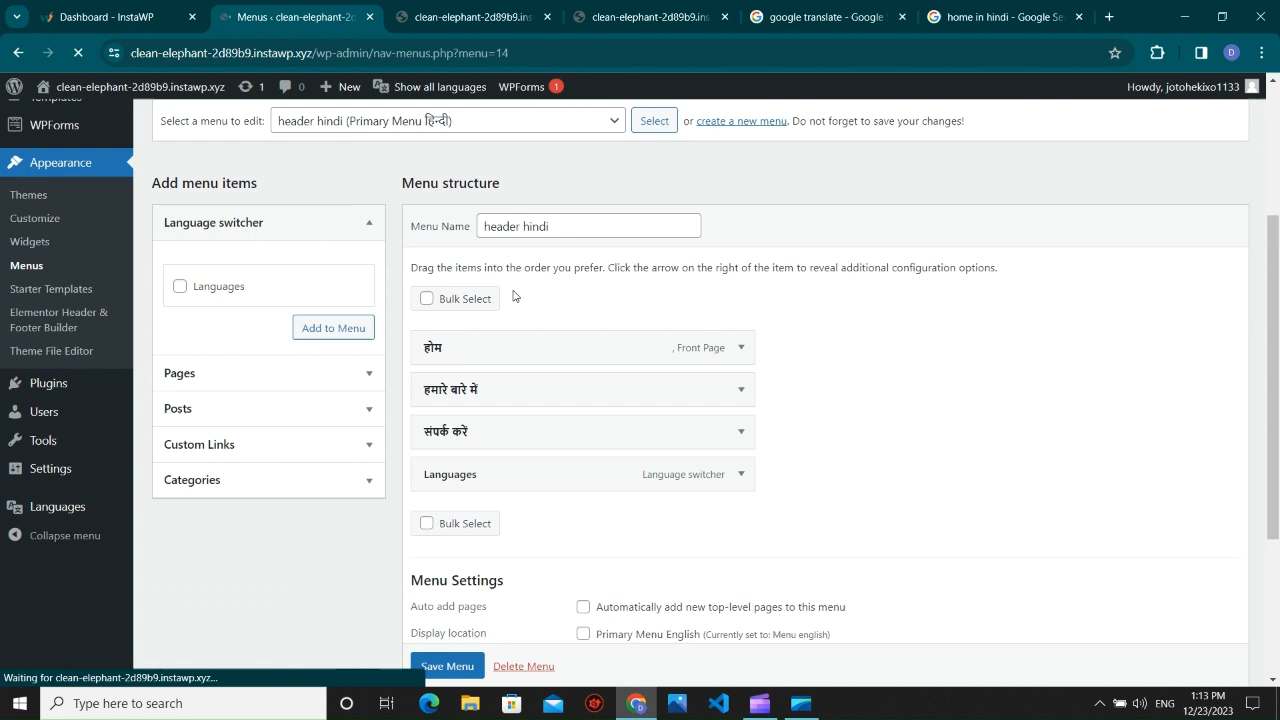 Dashboard - InstaWP
Menus ‹ clean-elephant-2d
clean-elephant-2d89b9.ins
clean-elephant-2d89b9.ins
google translate - Google
home in hindi - Google Se
clean-elephant-2d89b9.instawp.xyz/wp-admin/nav-menus.php?menu=14
D
clean-elephant-2d89b9.instawp.xyz
1
0
New
Show all languages
WPForms 1
Howdy, jotohekixo1133
Templates
WPForms
Appearance
Themes
Customize
Widgets
Menus
Starter Templates
Elementor Header &
Footer Builder
Theme File Editor
Plugins
Users
Tools
Settings
Languages
Collapse menu
Select a menu to edit: header hindi (Primary Menu हिन्दी) Select or create a new menu. Do not forget to save your changes!
Add menu items
Language switcher
Languages
Add to Menu
Pages
Posts
Custom Links
Categories
Menu structure
Menu Name header hindi
Drag the items into the order you prefer. Click the arrow on the right of the item to reveal additional configuration options.
Bulk Select
होम , Front Page
हमारे बारे में
संपर्क करें
Languages Language switcher
Bulk Select
Menu Settings
Auto add pages Automatically add new top-level pages to this menu
Display location Primary Menu English (Currently set to: Menu english)
Save Menu Delete Menu
Waiting for clean-elephant-2d89b9.instawp.xyz...
Type here to search
ENG
1:13 PM
12/23/2023